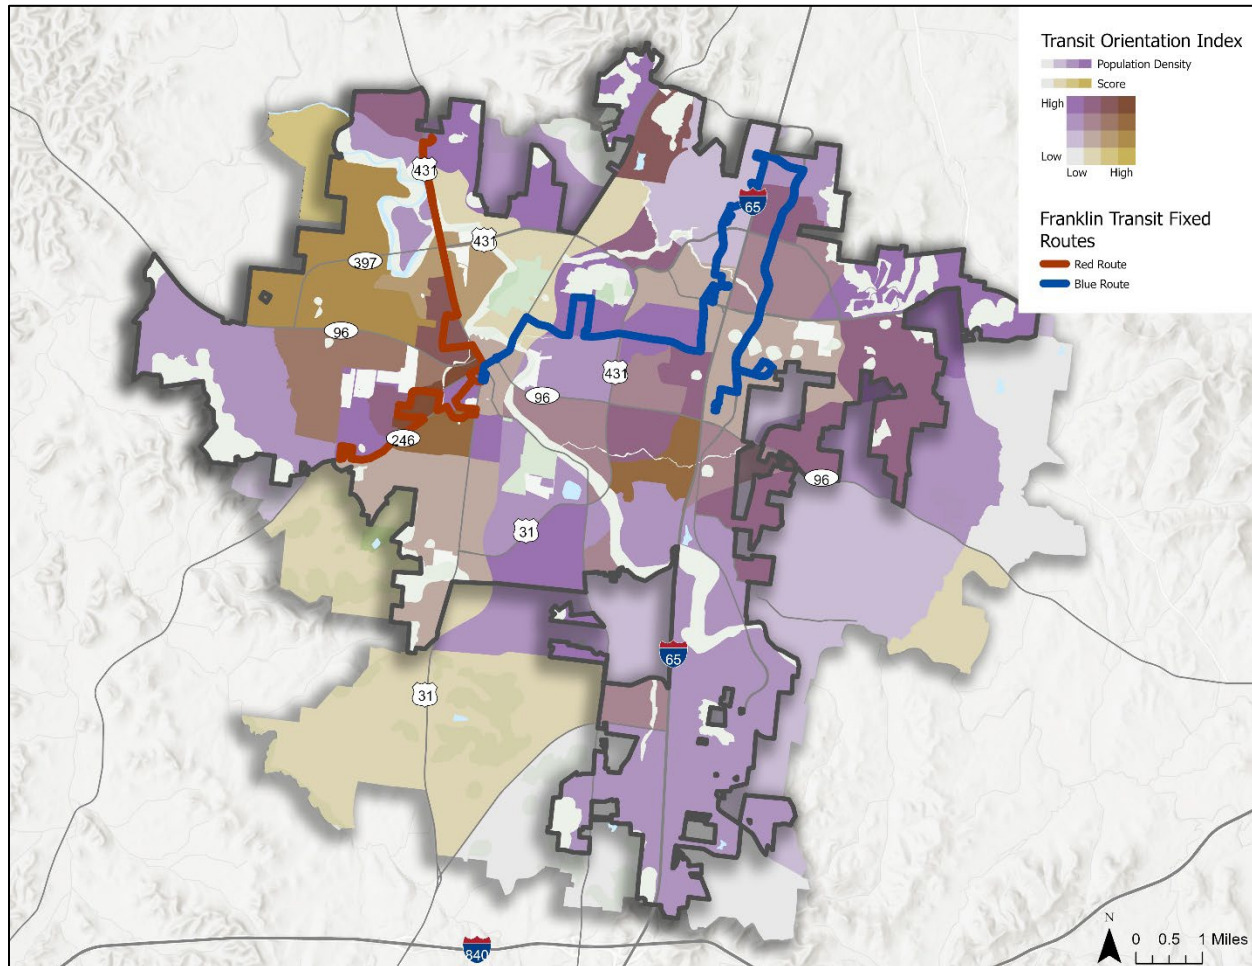 Transit Orientation Index
Population Density
Score
High
Low
Low High
Franklin Transit Fixed
Routes
Red Route
Blue Route
431
65
431
397
96
431
96
246
96
31
65
31
840
N
0 0.5 1 Miles